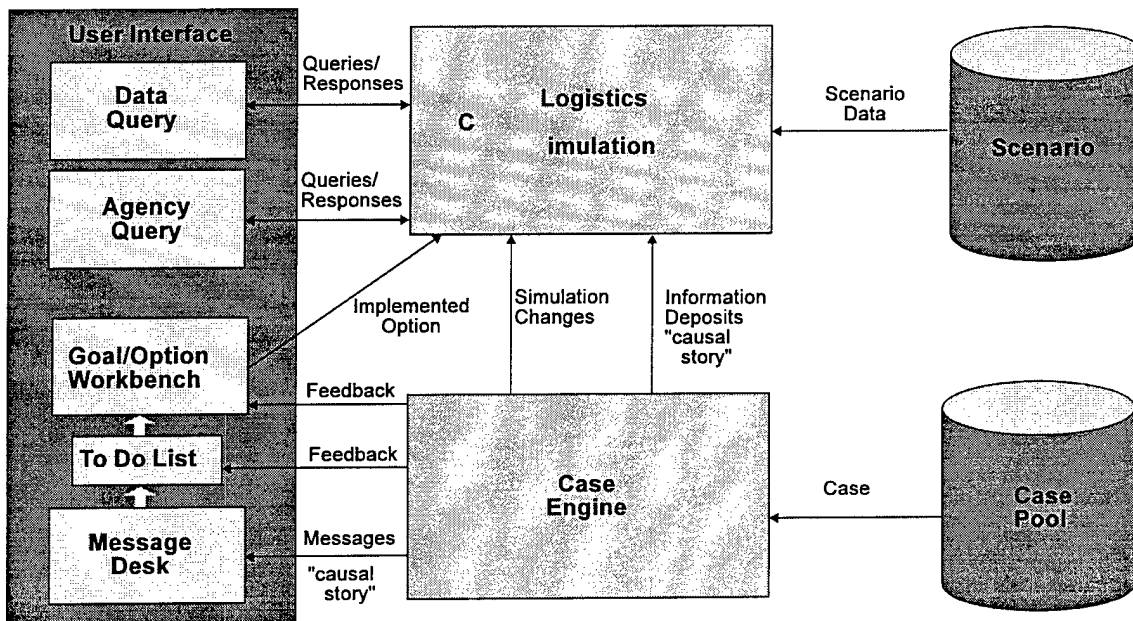 User Interface
Data
Query
Agency
Query
Goal/Option
Workbench
To Do List
Message
Desk
Queries/
Responses
Queries/
Responses
Implemented
Option
Feedback
Feedback
Messages
"causal
story"
Logistics
C
imulation
Simulation
Changes
Information
Deposits
"causal
story"
Case
Engine
Scenario
Data
Scenario
Case
Case
Pool